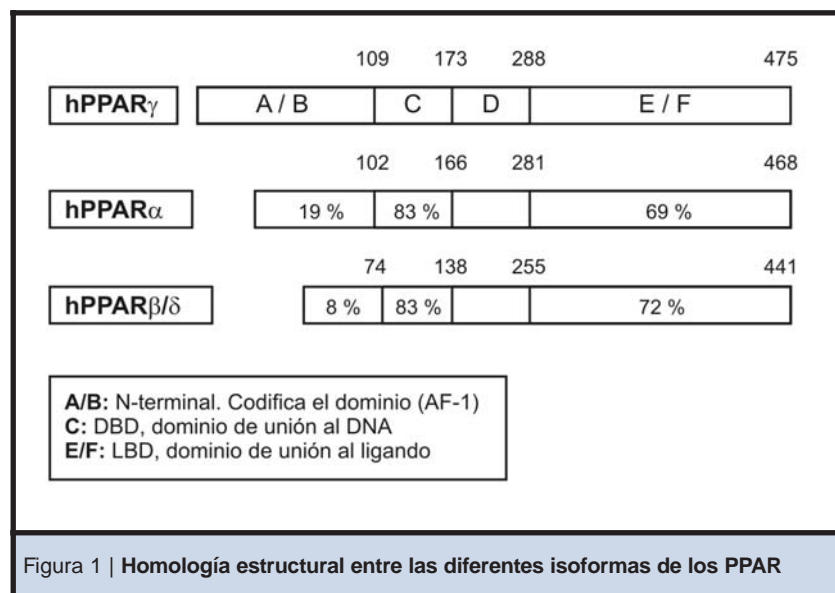 109 173 288 475
hPPARγ A / B C D E / F
102 166 281 468
hPPARα 19 % 83 % 69 %
74 138 255 441
hPPARβ/δ 8 % 83 % 72 %
A/B: N-terminal. Codifica el dominio (AF-1)
C: DBD, dominio de unión al DNA
E/F: LBD, dominio de unión al ligando
Figura 1 | Homología estructural entre las diferentes isoformas de los PPAR